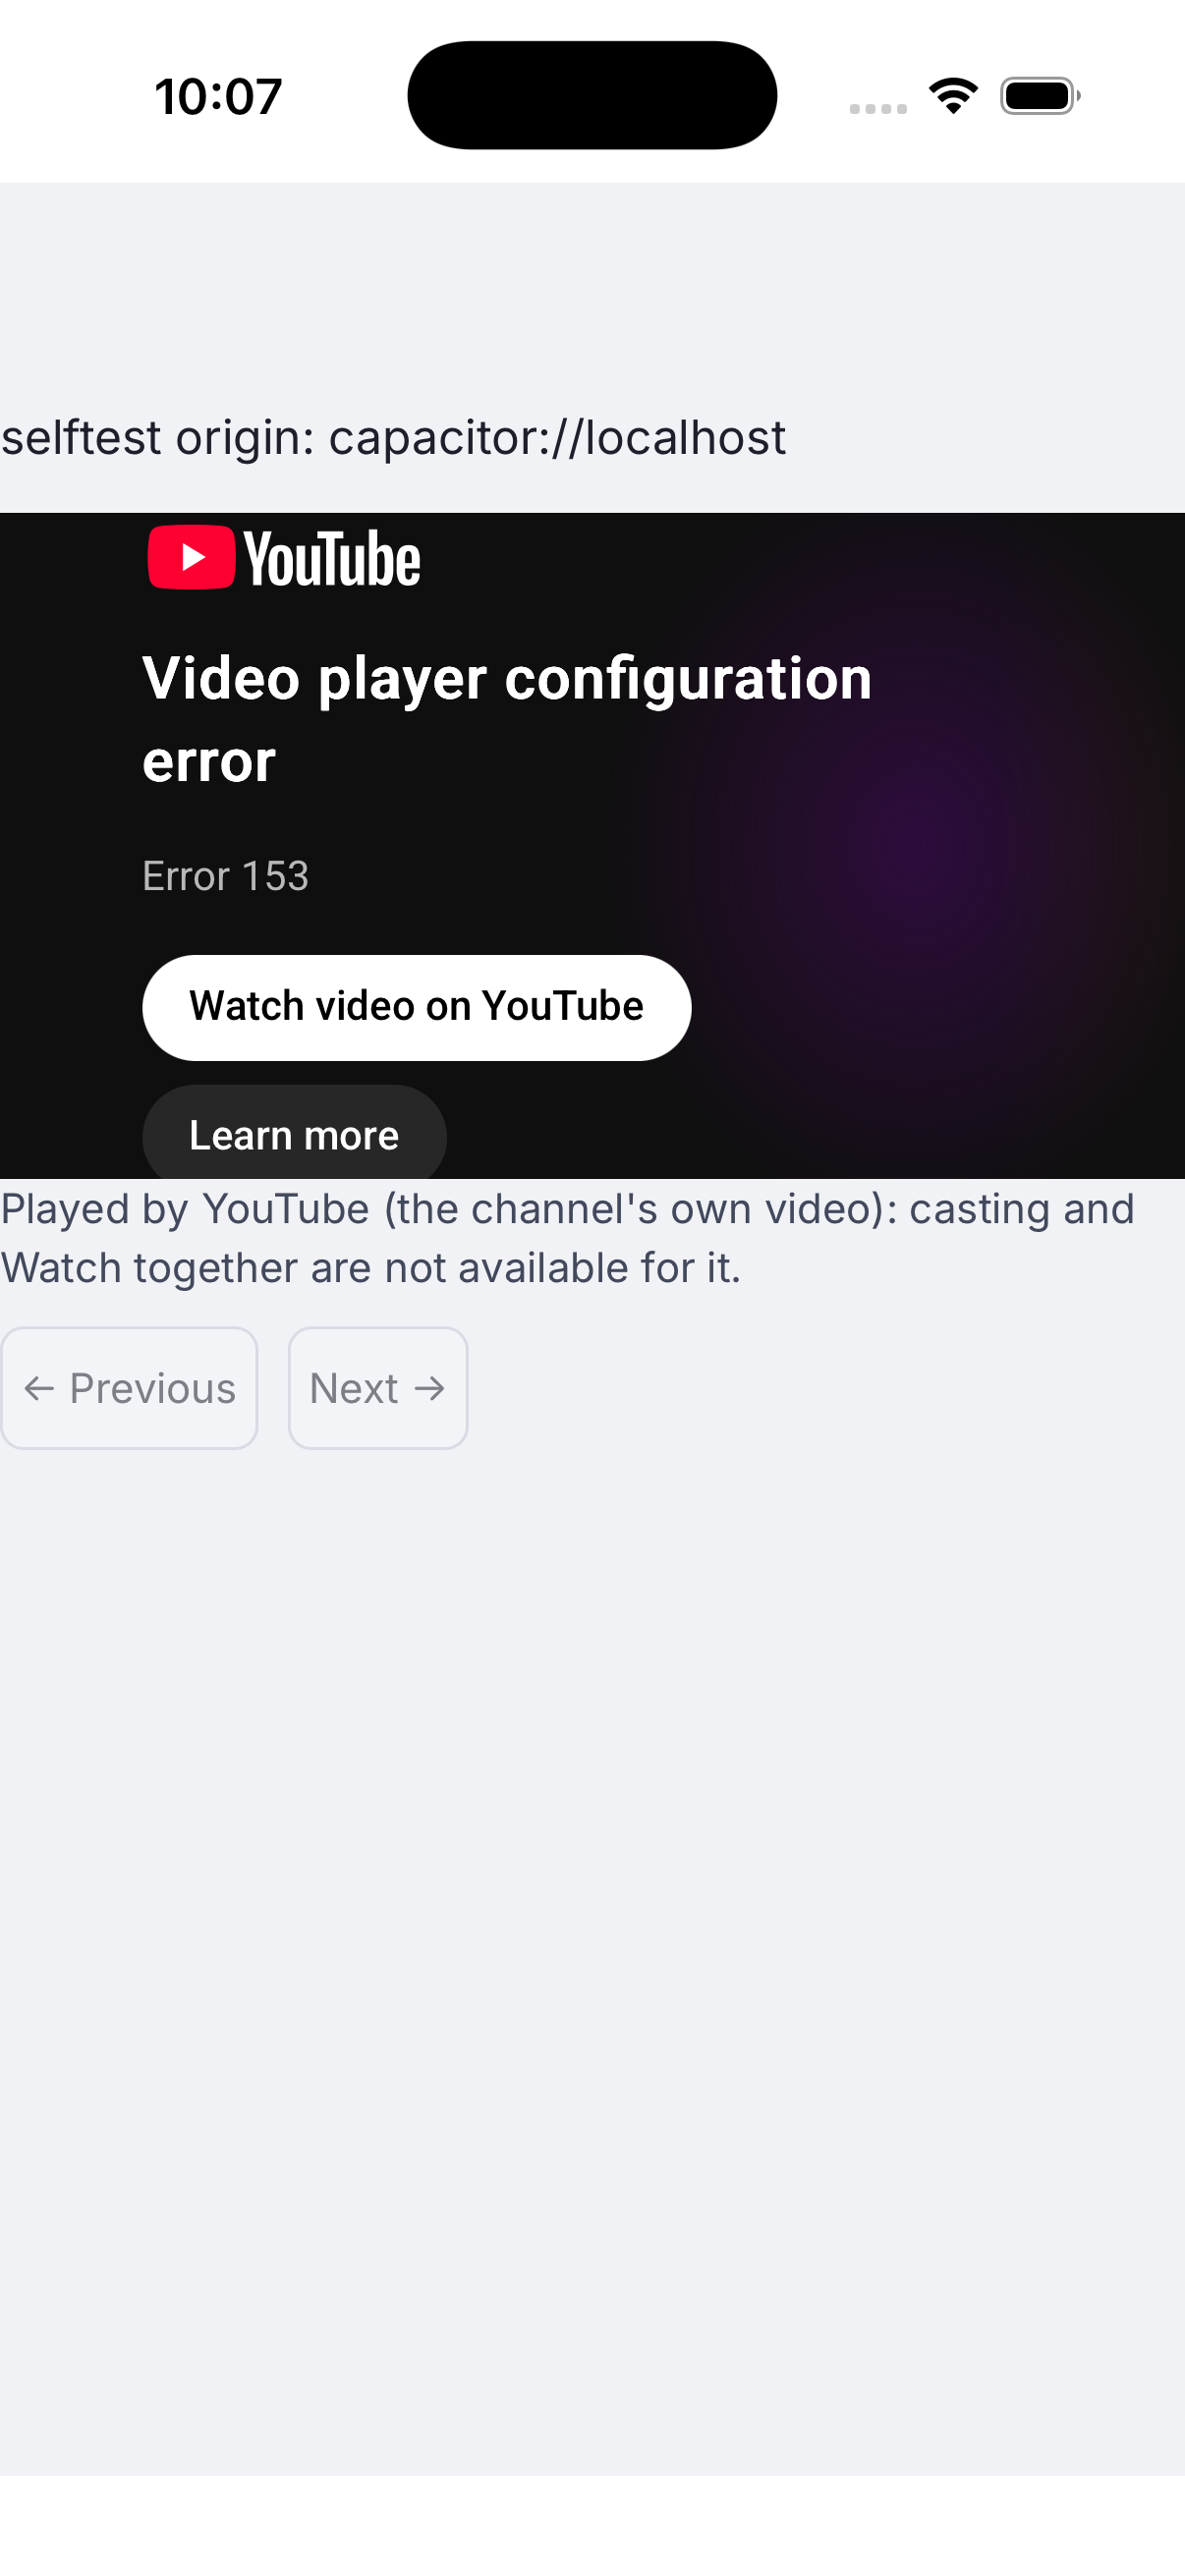 10:07
selftest origin: capacitor://localhost
YouTube
Video player configuration
error
Error 153
Watch video on YouTube
Learn more
Played by YouTube (the channel's own video): casting and
Watch together are not available for it.
← Previous
Next →